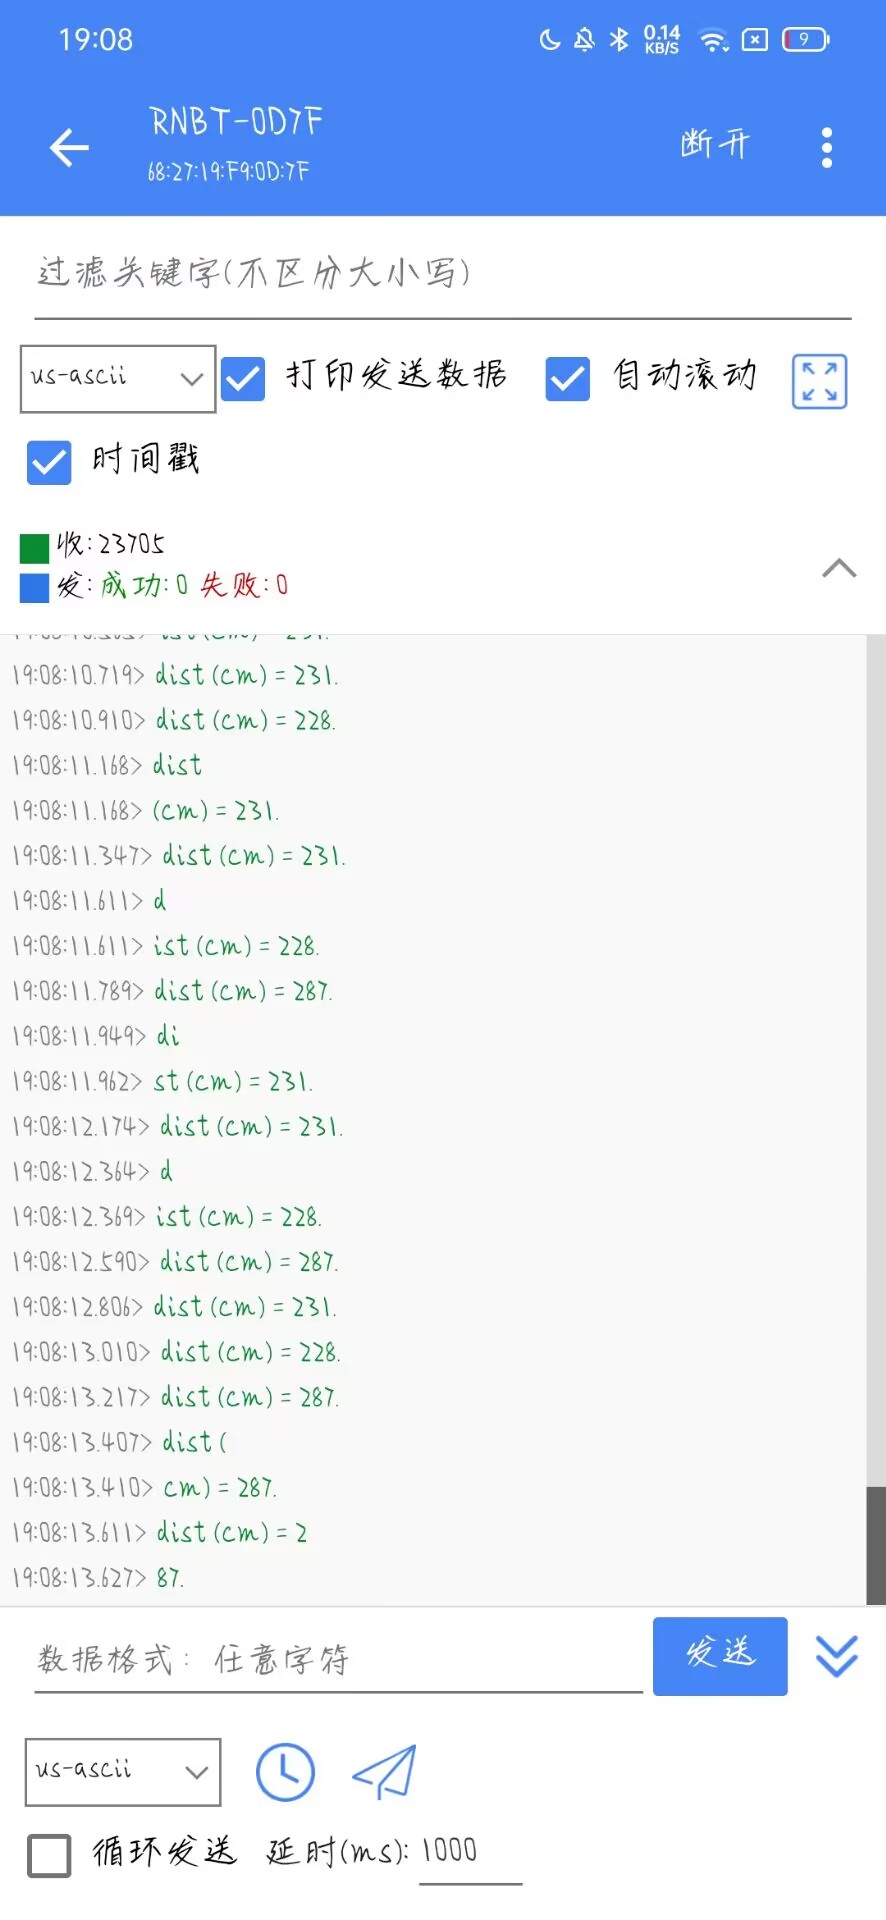 19:08
0.14 KB/S
9
RNBT-0D7F
68:27:19:F9:0D:7F
断开
过滤关键字(不区分大小写)
us-ascii 打印发送数据 自动滚动
时间戳
收:23705
发:成功:0 失败:0
19:08:10.719> dist(cm)=231.
19:08:10.910> dist(cm)=228.
19:08:11.168> dist
19:08:11.168> (cm)=231.
19:08:11.347> dist(cm)=231.
19:08:11.611> d
19:08:11.611> ist(cm)=228.
19:08:11.789> dist(cm)=287.
19:08:11.949> di
19:08:11.962> st(cm)=231.
19:08:12.174> dist(cm)=231.
19:08:12.364> d
19:08:12.369> ist(cm)=228.
19:08:12.590> dist(cm)=287.
19:08:12.806> dist(cm)=231.
19:08:13.010> dist(cm)=228.
19:08:13.217> dist(cm)=287.
19:08:13.407> dist(
19:08:13.410> cm)=287.
19:08:13.611> dist(cm)=2
19:08:13.627> 87.
数据格式: 任意字符
发送
us-ascii
循环发送 延时(ms): 1000